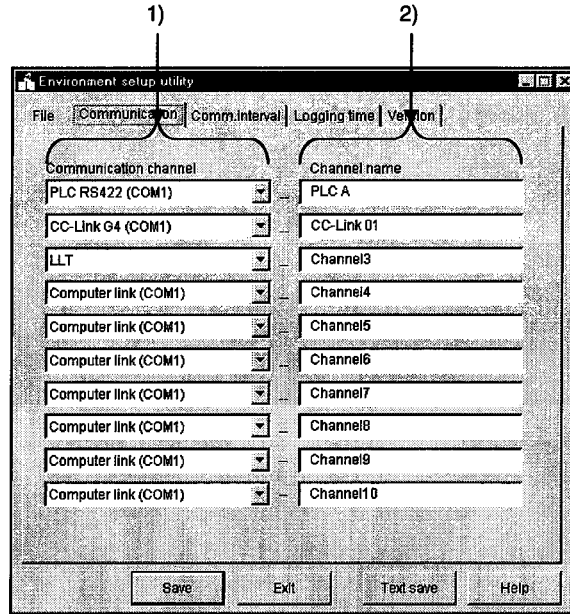 1) 2)
Environment setup utility
File Communication Comm.Interval Logging time Version
Communication channel Channel name
PLC RS422 (COM1) PLC A
CC-Link G4 (COM1) CC-Link 01
LLT Channel3
Computer link (COM1) Channel4
Computer link (COM1) Channel5
Computer link (COM1) Channel6
Computer link (COM1) Channel7
Computer link (COM1) Channel8
Computer link (COM1) Channel9
Computer link (COM1) Channel10
Save Exit Text save Help